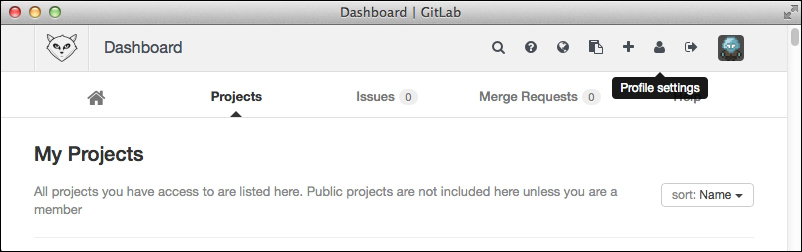 Dashboard | GitLab
Dashboard
Profile settings
Projects Issues 0 Merge Requests 0 Help
My Projects
All projects you have access to are listed here. Public projects are not included here unless you are a
member
sort: Name